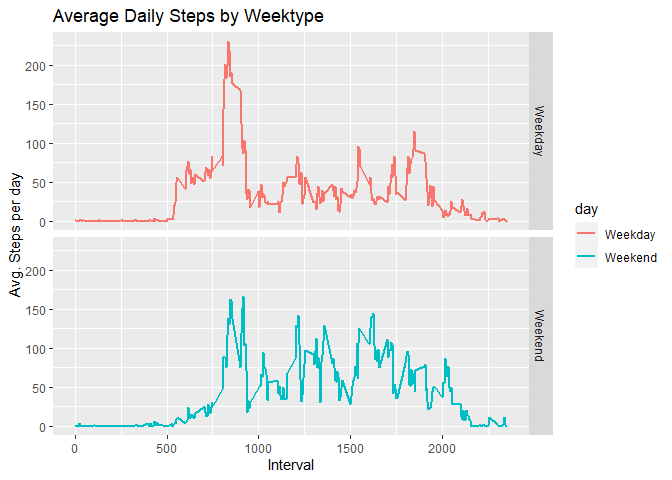 Average Daily Steps by Weektype
Avg. Steps per day
200
150
100
50
0
Weekday
200
150
100
50
0
Weekend
0 500 1000 1500 2000
Interval
day
Weekday
Weekend